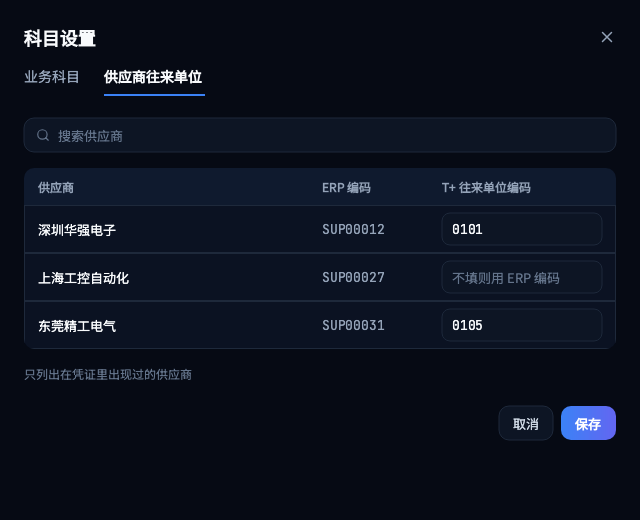 科目设置
业务科目 供应商往来单位
搜索供应商
供应商 ERP 编码 T+ 往来单位编码
深圳华强电子 SUP00012 0101
上海工控自动化 SUP00027 不填则用 ERP 编码
东莞精工电气 SUP00031 0105
只列出在凭证里出现过的供应商
取消 保存